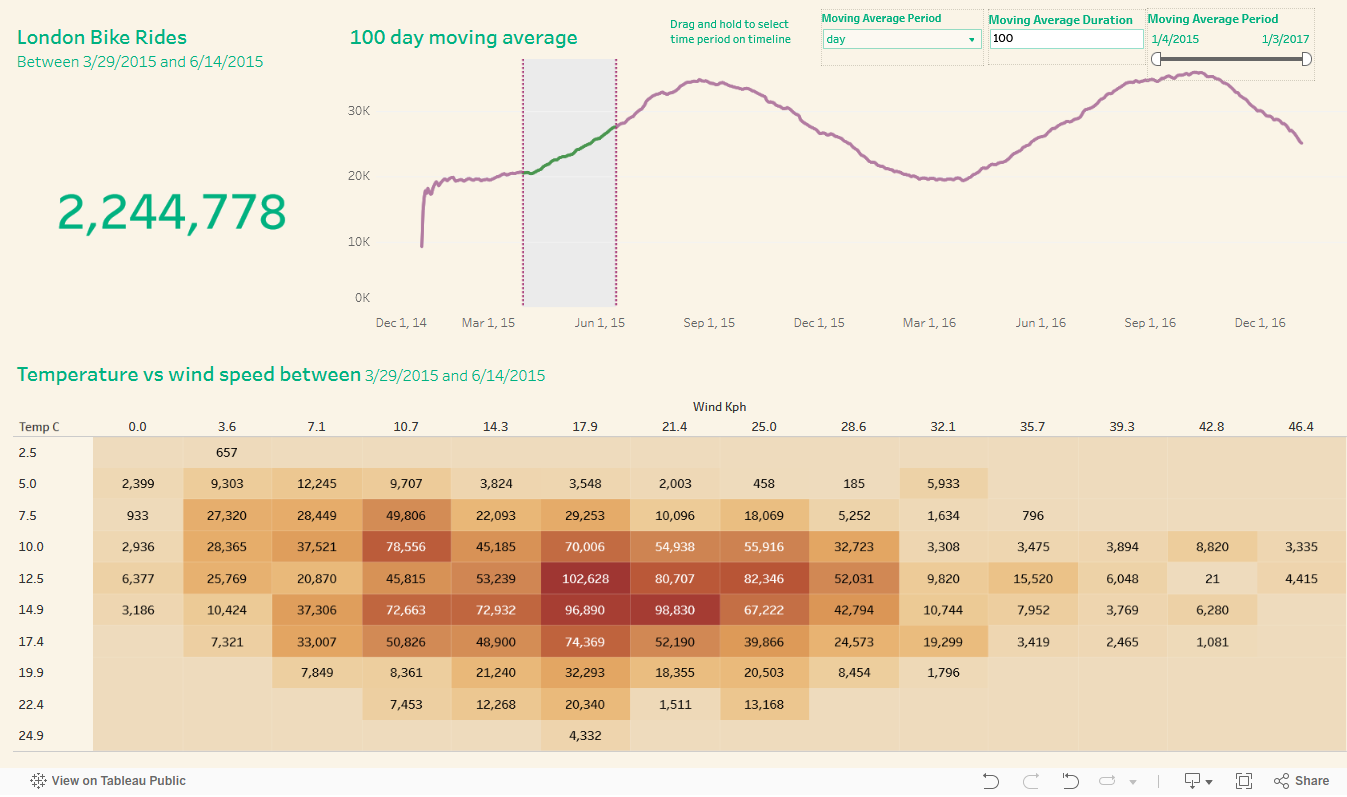 London Bike Rides
Between 3/29/2015 and 6/14/2015
2,244,778
100 day moving average
Drag and hold to select
time period on timeline
Moving Average Period
day
Moving Average Duration
100
Moving Average Period
1/4/2015 1/3/2017
30K
20K
10K
0K
Dec 1, 14 Mar 1, 15 Jun 1, 15 Sep 1, 15 Dec 1, 15 Mar 1, 16 Jun 1, 16 Sep 1, 16 Dec 1, 16
Temperature vs wind speed between 3/29/2015 and 6/14/2015
Wind Kph
Temp C 0.0 3.6 7.1 10.7 14.3 17.9 21.4 25.0 28.6 32.1 35.7 39.3 42.8 46.4
2.5 657
5.0 2,399 9,303 12,245 9,707 3,824 3,548 2,003 458 185 5,933
7.5 933 27,320 28,449 49,806 22,093 29,253 10,096 18,069 5,252 1,634 796
10.0 2,936 28,365 37,521 78,556 45,185 70,006 54,938 55,916 32,723 3,308 3,475 3,894 8,820 3,335
12.5 6,377 25,769 20,870 45,815 53,239 102,628 80,707 82,346 52,031 9,820 15,520 6,048 21 4,415
14.9 3,186 10,424 37,306 72,663 72,932 96,890 98,830 67,222 42,794 10,744 7,952 3,769 6,280
17.4 7,321 33,007 50,826 48,900 74,369 52,190 39,866 24,573 19,299 3,419 2,465 1,081
19.9 7,849 8,361 21,240 32,293 18,355 20,503 8,454 1,796
22.4 7,453 12,268 20,340 1,511 13,168
24.9 4,332
View on Tableau Public
Share